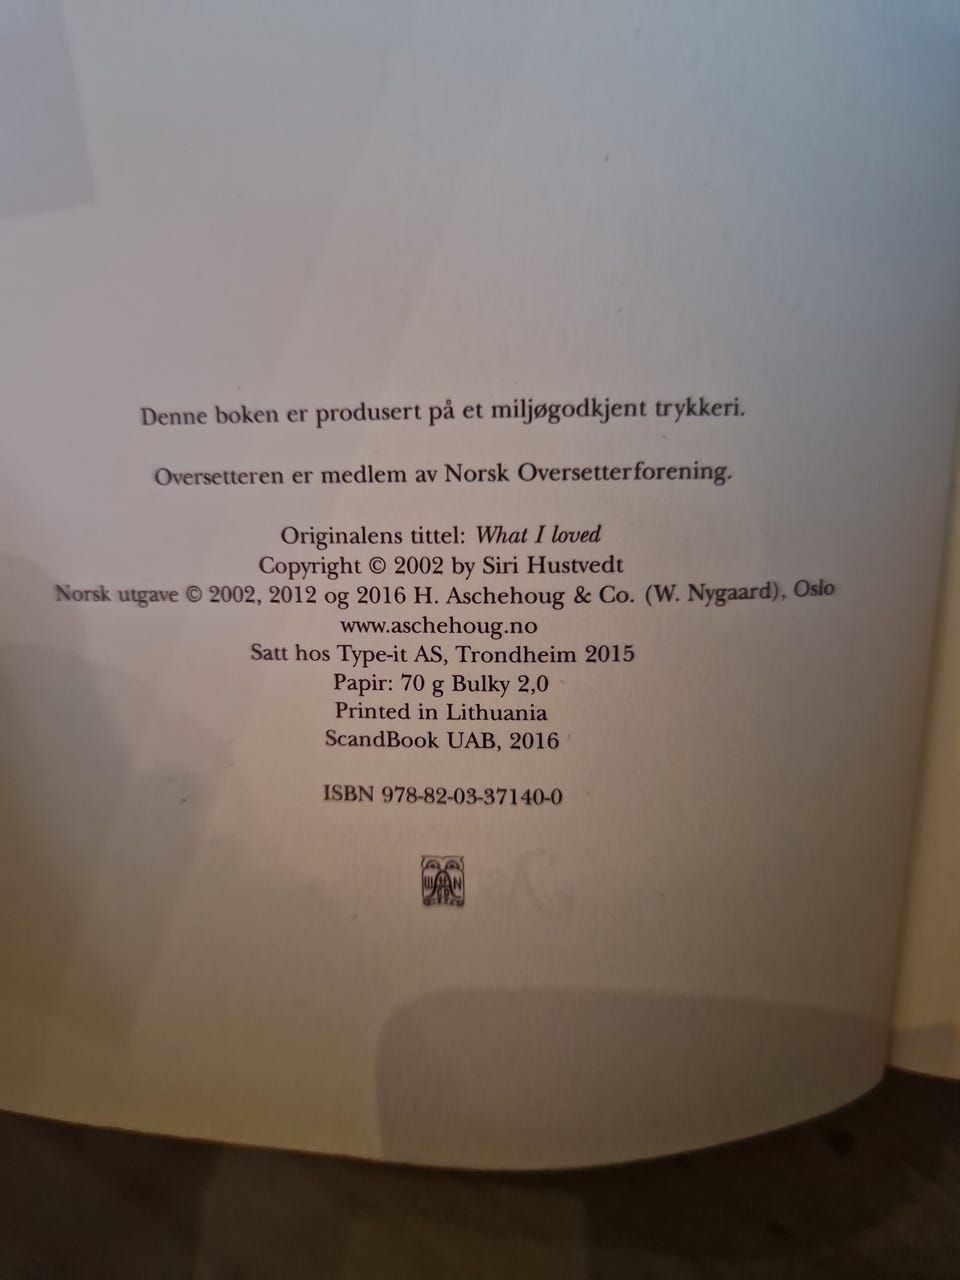 Denne boken er produsert på et miljøgodkjent trykkeri.
Oversetteren er medlem av Norsk Oversetterforening.
Originalens tittel: What I loved
Copyright © 2002 by Siri Hustvedt
Norsk utgave © 2002, 2012 og 2016 H. Aschehoug & Co. (W. Nygaard), Oslo
www.aschehoug.no
Satt hos Type-it AS, Trondheim 2015
Papir: 70 g Bulky 2,0
Printed in Lithuania
ScandBook UAB, 2016
ISBN 978-82-03-37140-0